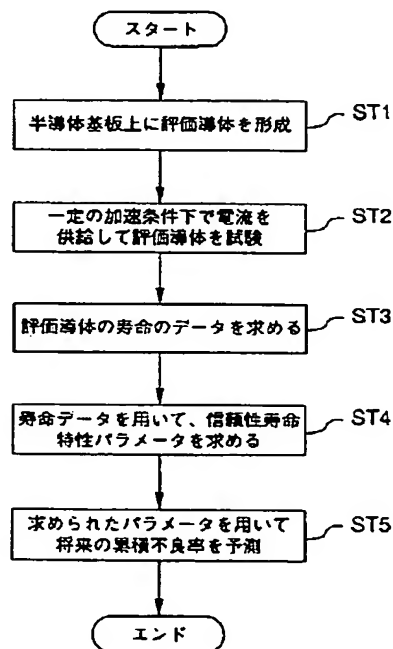 スタート
半導体基板上に評価導体を形成
ST1
一定の加速条件下で電流を
供給して評価導体を試験
ST2
評価導体の寿命のデータを求める
ST3
寿命データを用いて、信頼性寿命
特性パラメータを求める
ST4
求められたパラメータを用いて
将来の累積不良率を予測
ST5
エンド